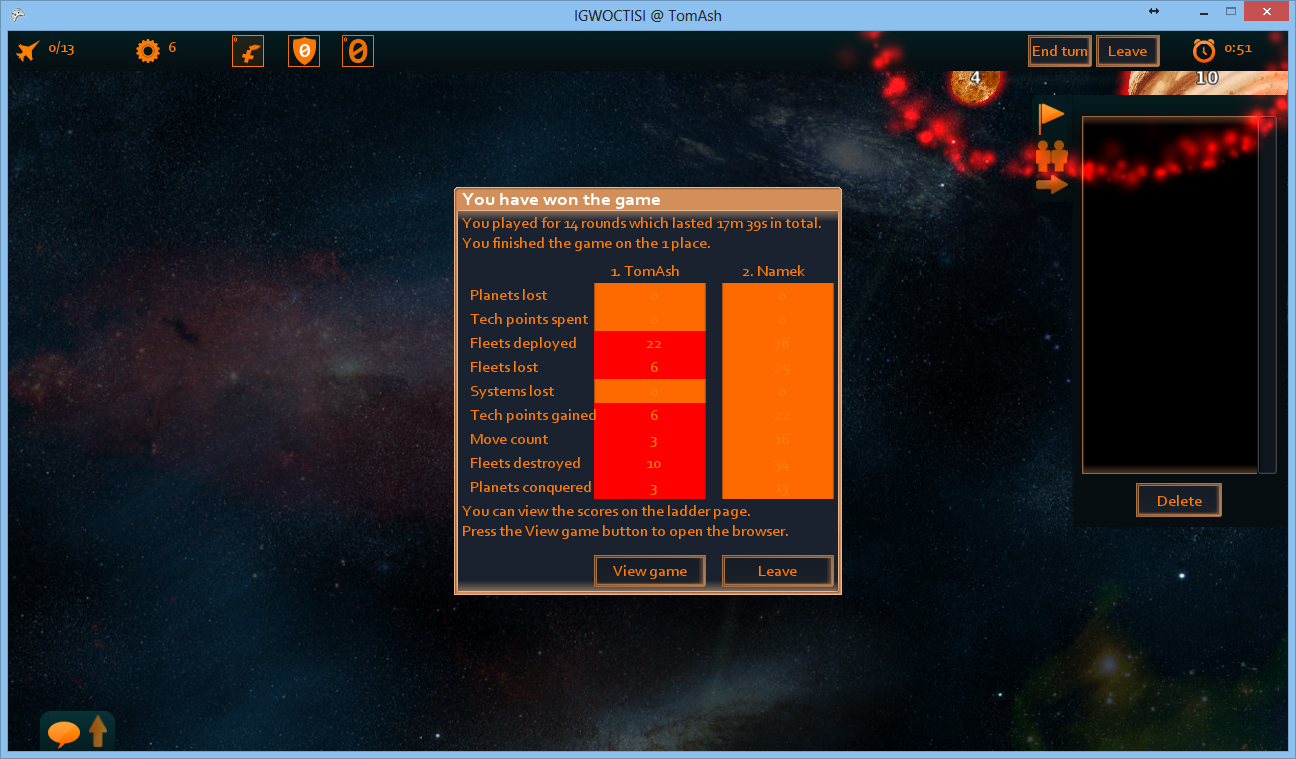 IGWOCTISI @ TomAsh
0/13 6 0 0 0 0 End turn Leave 0:51
4 10
You have won the game
You played for 14 rounds which lasted 17m 39s in total.
You finished the game on the 1 place.
1. TomAsh 2. Namek
Planets lost 0 0
Tech points spent 0 0
Fleets deployed 22 78
Fleets lost 6 25
Systems lost 0 0
Tech points gained 6 22
Move count 3 16
Fleets destroyed 10 34
Planets conquered 3 13
You can view the scores on the ladder page.
Press the View game button to open the browser.
View game Leave
Delete